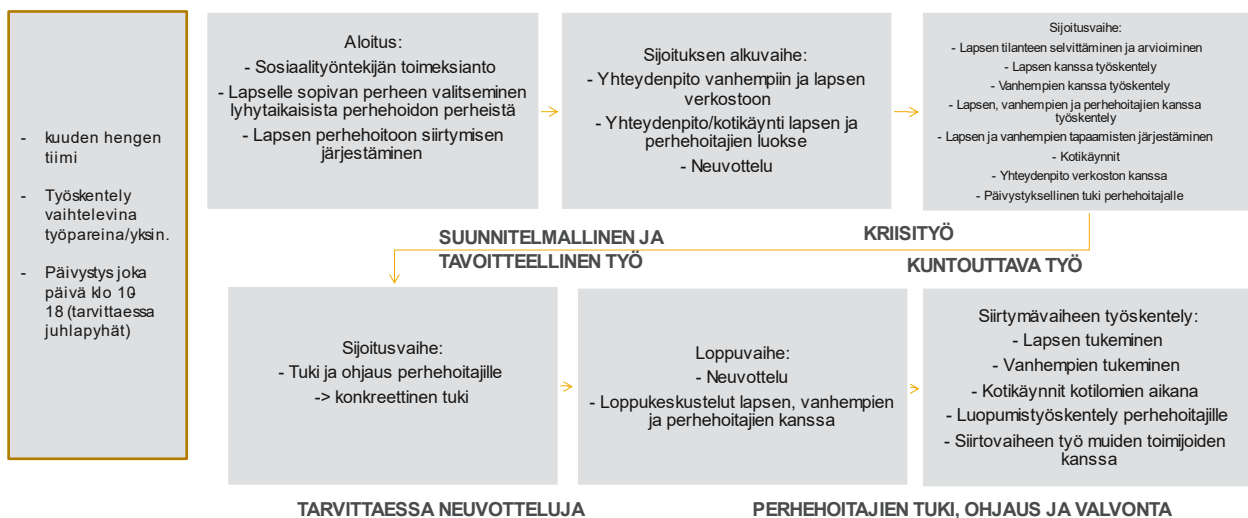 - kuuden hengen
tiimi
- Työskentely
vaihtelevina
työpareina/yksin.
- Päivystys joka
päivä klo 10-
18 (tarvittaessa
juhlapyhät)
Aloitus:
- Sosiaalityöntekijän toimeksianto
- Lapselle sopivan perheen valitseminen
lyhytaikaisista perhehoidon perheistä
- Lapsen perhehoitoon siirtymisen
järjestäminen
Sijoituksen alkuvaihe:
- Yhteydenpito vanhempiin ja lapsen
verkostoon
- Yhteydenpito/kotikäynti lapsen ja
perhehoitajien luokse
- Neuvottelu
Sijoitusvaihe:
- Lapsen tilanteen selvittäminen ja arvioiminen
- Lapsen kanssa työskentely
- Vanhempien kanssa työskentely
- Lapsen, vanhempien ja perhehoitajien kanssa
työskentely
- Lapsen ja vanhempien tapaamisten järjestäminen
- Kotikäynnit
- Yhteydenpito verkoston kanssa
- Päivystyksellinen tuki perhehoitajalle
SUUNNITELMALLINEN JA
TAVOITTEELLINEN TYÖ
KRIISITYÖ
KUNTOUTTAVA TYÖ
Sijoitusvaihe:
- Tuki ja ohjaus perhehoitajille
-> konkreettinen tuki
Loppuvaihe:
- Neuvottelu
- Loppukeskustelut lapsen, vanhempien
ja perhehoitajien kanssa
Siirtymävaiheen työskentely:
- Lapsen tukeminen
- Vanhempien tukeminen
- Kotikäynnit kotilomien aikana
- Luopumistyöskentely perhehoitajille
- Siirtovaiheen työ muiden toimijoiden
kanssa
TARVITTAESSA NEUVOTTELUJA
PERHEHOITAJIEN TUKI, OHJAUS JA VALVONTA